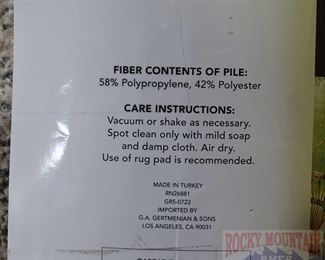 FIBER CONTENTS OF PILE:
58% Polypropylene, 42% Polyester
CARE INSTRUCTIONS:
Vacuum or shake as necessary.
Spot clean only with mild soap
and damp cloth. Air dry.
Use of rug pad is recommended.
MADE IN TURKEY
RN26881
GR5-0722
IMPORTED BY
G.A. GERTMENIAN & SONS
LOS ANGELES, CA 90031
ROCKY MOUNTAIN